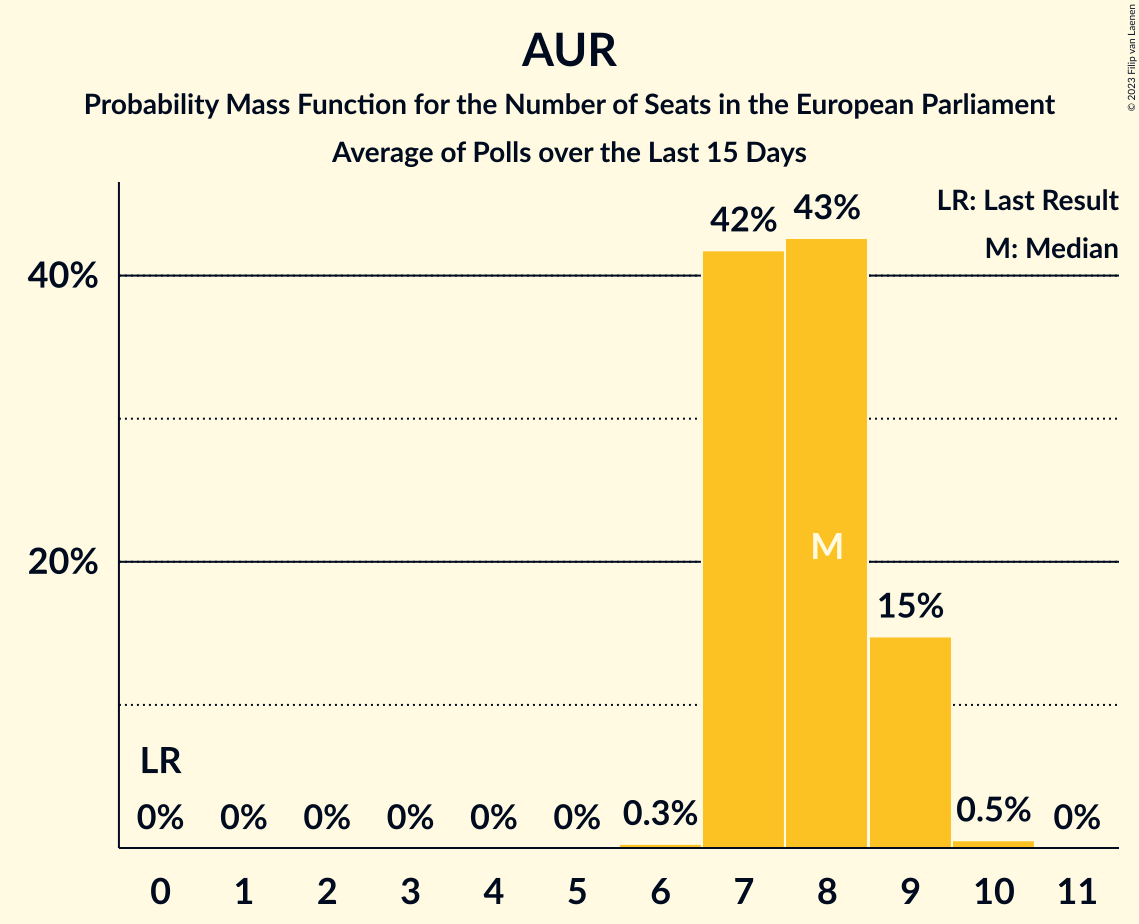 AUR
Probability Mass Function for the Number of Seats in the European Parliament
Average of Polls over the Last 15 Days
© 2023 Filip van Laenen
LR: Last Result
M: Median
42% 43%
40%
M
20%
15%
LR
0% 0% 0% 0% 0% 0% 0.3% 0.5% 0%
0 1 2 3 4 5 6 7 8 9 10 11